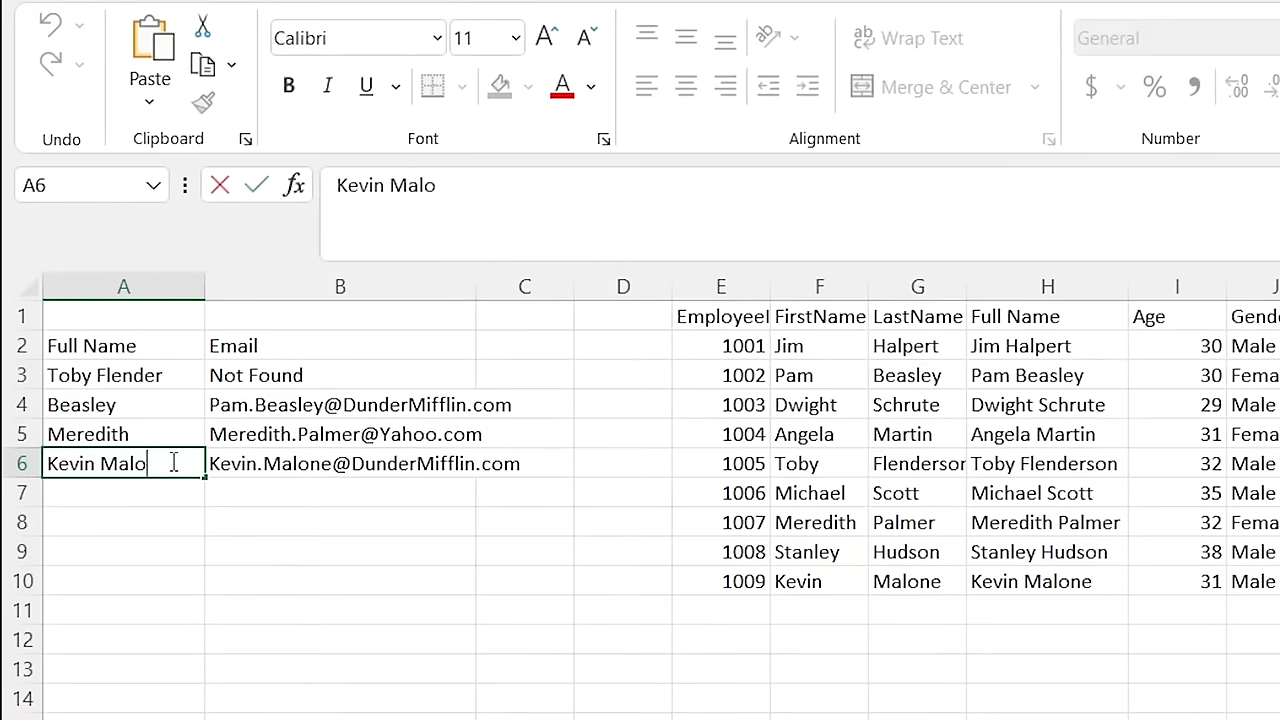 Calibri 11 A A ab Wrap Text General
Paste B I U A Merge & Center $ % 9 .00
Undo Clipboard Font Alignment Number
A6 fx Kevin Malo
A B C D E F G H I J
1 EmployeeI FirstName LastName Full Name Age Gende
2 Full Name Email 1001 Jim Halpert Jim Halpert 30 Male
3 Toby Flender Not Found 1002 Pam Beasley Pam Beasley 30 Fema
4 Beasley Pam.Beasley@DunderMifflin.com 1003 Dwight Schrute Dwight Schrute 29 Male
5 Meredith Meredith.Palmer@Yahoo.com 1004 Angela Martin Angela Martin 31 Fema
6 Kevin Malo Kevin.Malone@DunderMifflin.com 1005 Toby Flenderson Toby Flenderson 32 Male
7 1006 Michael Scott Michael Scott 35 Male
8 1007 Meredith Palmer Meredith Palmer 32 Fema
9 1008 Stanley Hudson Stanley Hudson 38 Male
10 1009 Kevin Malone Kevin Malone 31 Male
11
12
13
14